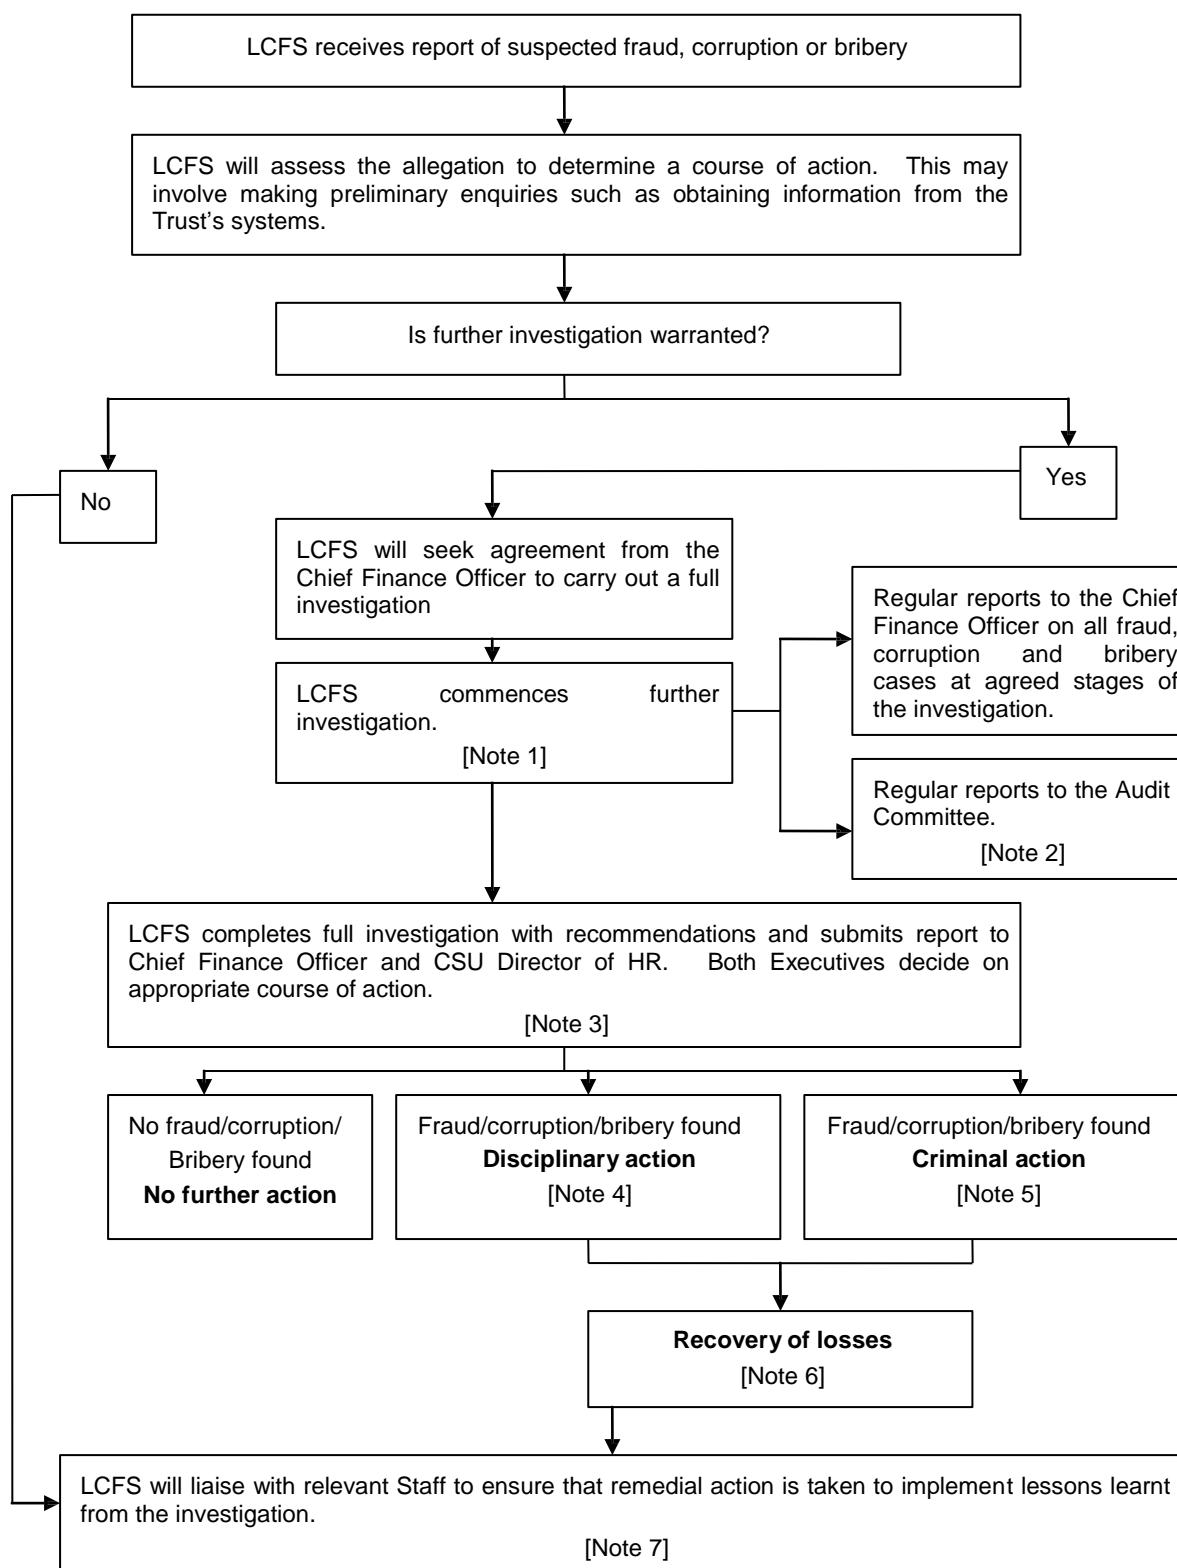 LCFS receives report of suspected fraud, corruption or bribery
LCFS will assess the allegation to determine a course of action. This may
involve making preliminary enquiries such as obtaining information from the
Trust’s systems.
Is further investigation warranted?
No
Yes
LCFS will seek agreement from the
Chief Finance Officer to carry out a full
investigation
Regular reports to the Chief
Finance Officer on all fraud,
corruption and bribery
cases at agreed stages of
the investigation.
LCFS commences further
investigation.
[Note 1]
Regular reports to the Audit
Committee.
[Note 2]
LCFS completes full investigation with recommendations and submits report to
Chief Finance Officer and CSU Director of HR. Both Executives decide on
appropriate course of action.
[Note 3]
No fraud/corruption/
Bribery found
No further action
Fraud/corruption/bribery found
Disciplinary action
[Note 4]
Fraud/corruption/bribery found
Criminal action
[Note 5]
Recovery of losses
[Note 6]
LCFS will liaise with relevant Staff to ensure that remedial action is taken to implement lessons learnt
from the investigation.
[Note 7]